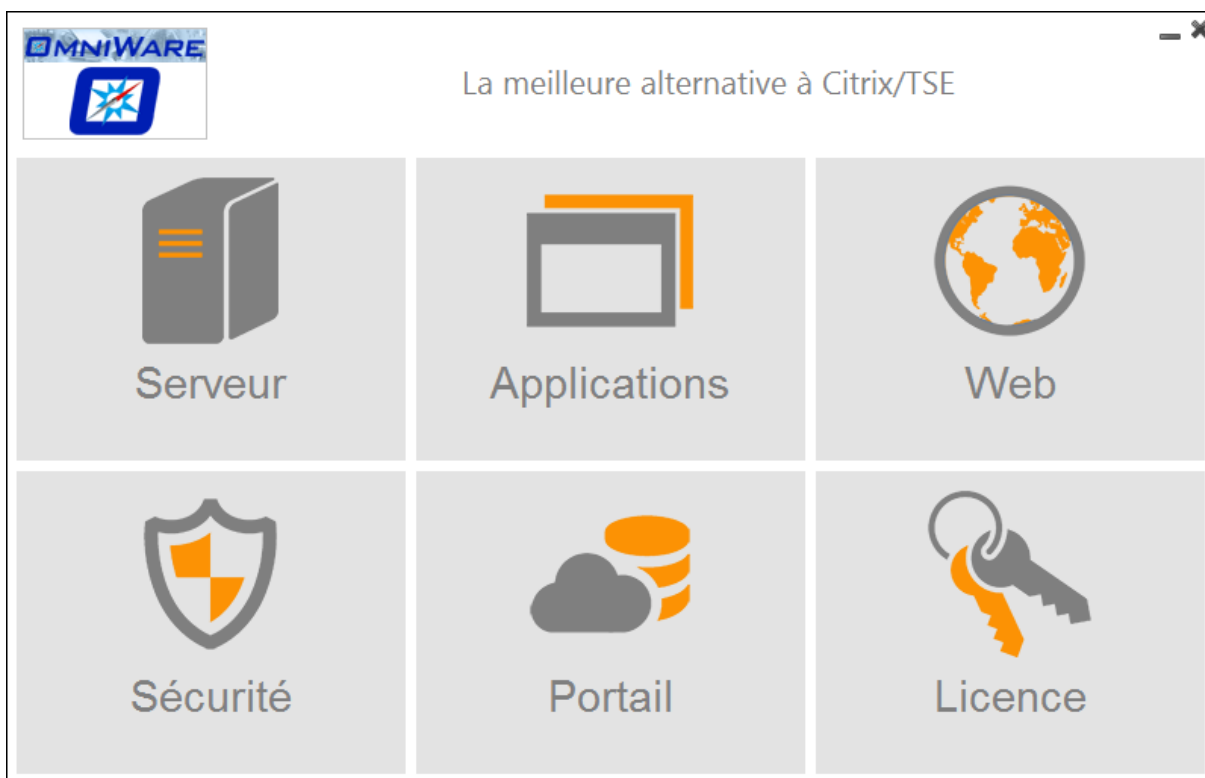 OMNIWARE
La meilleure alternative à Citrix/TSE
Serveur
Applications
Web
Sécurité
Portail
Licence